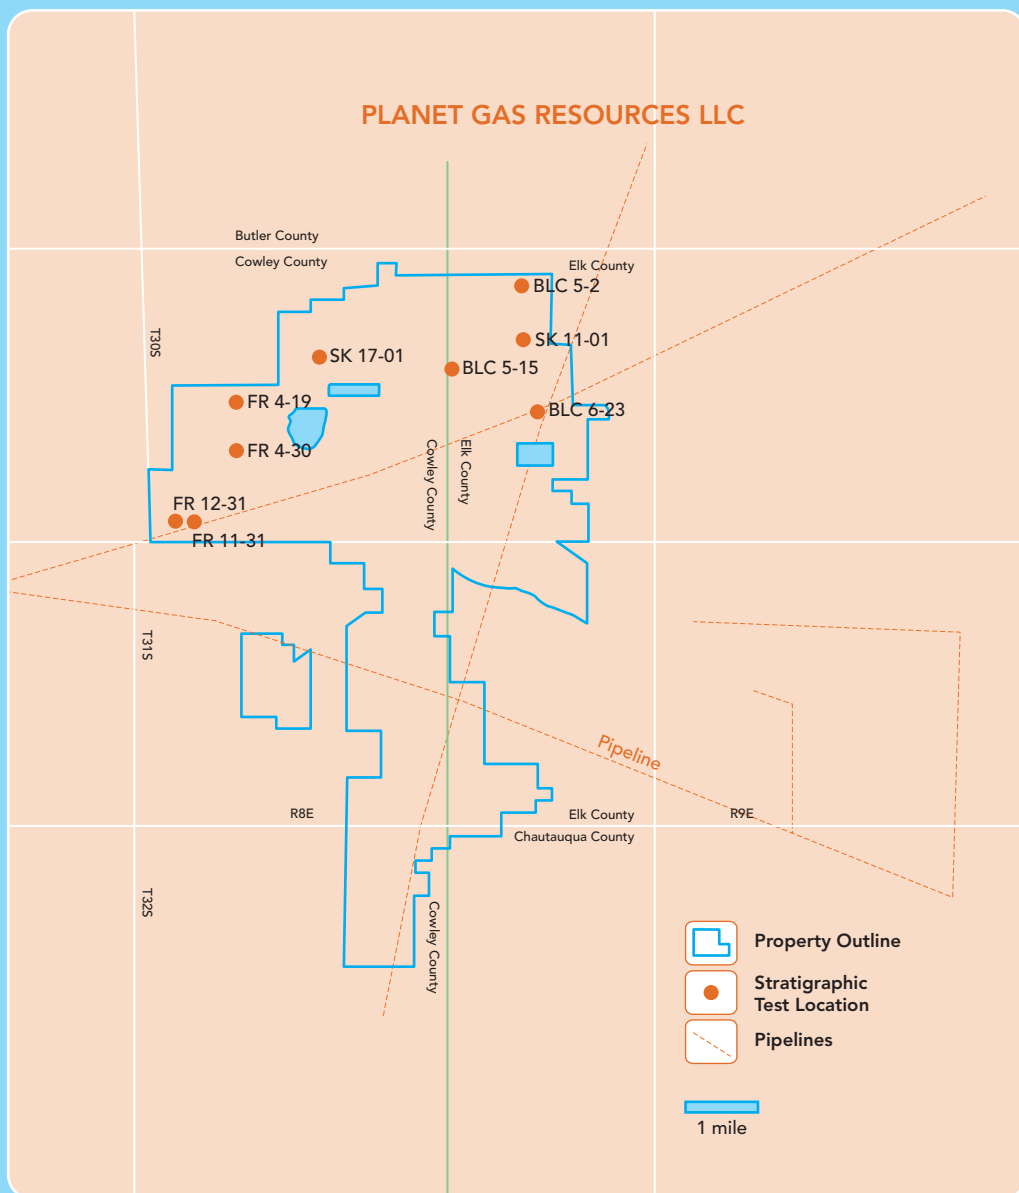 PLANET GAS RESOURCES LLC
Butler County
Cowley County
Elk County
BLC 5-2
T30S
SK 11-01
SK 17-01
BLC 5-15
FR 4-19
BLC 6-23
FR 4-30
Cowley County
Elk County
FR 12-31
FR 11-31
T31S
Pipeline
R8E
Elk County
R9E
Chautauqua County
T32S
Cowley County
Property Outline
Stratigraphic
Test Location
Pipelines
1 mile